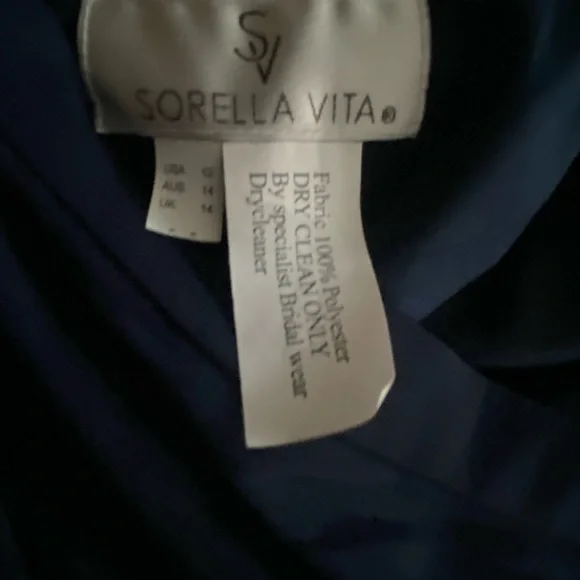 SV
SORELLA VITA®
USA
AUS 14
UK 14
Fabric 100% Polyester
DRY CLEAN ONLY
By specialist Bridal wear
Drycleaner